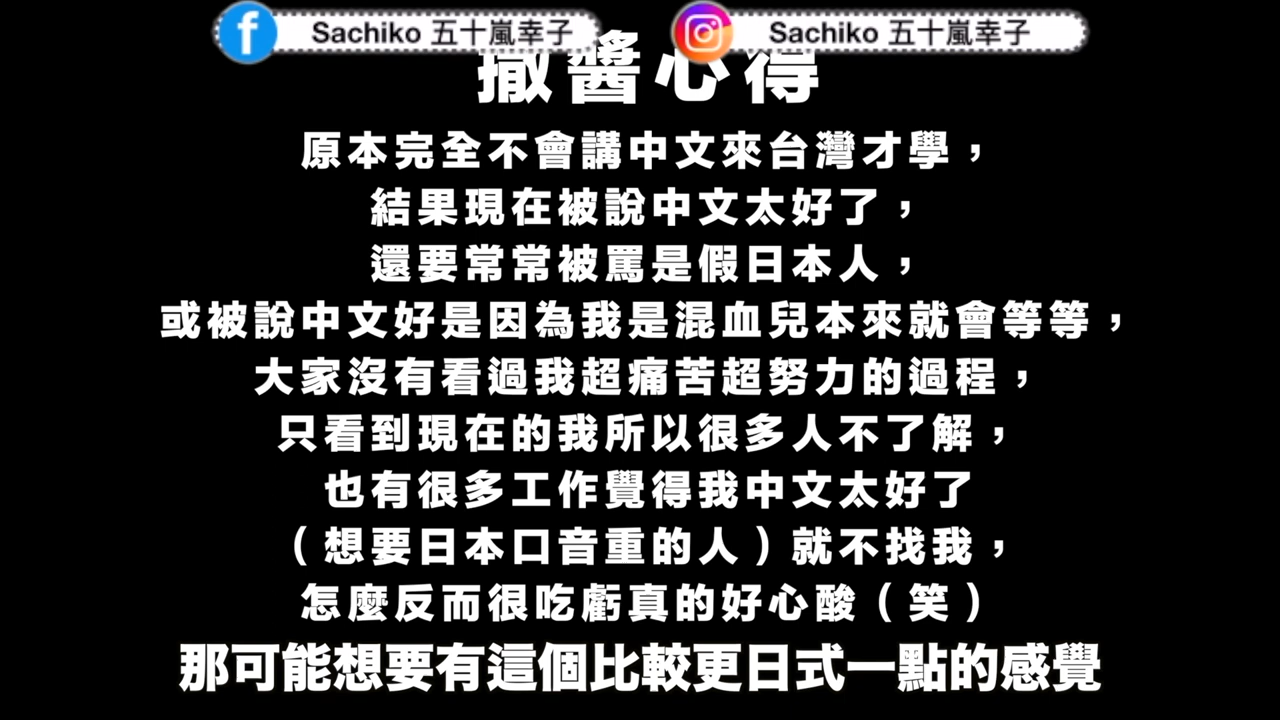 Sachiko 五十嵐幸子
Sachiko 五十嵐幸子
撒醬心得
原本完全不會講中文來台灣才學，
結果現在被說中文太好了，
還要常常被罵是假日本人，
或被說中文好是因為我是混血兒本來就會等等，
大家沒有看過我超痛苦超努力的過程，
只看到現在的我所以很多人不了解，
也有很多工作覺得我中文太好了
（想要日本口音重的人）就不找我，
怎麼反而很吃虧真的好心酸（笑）
那可能想要有這個比較更日式一點的感覺